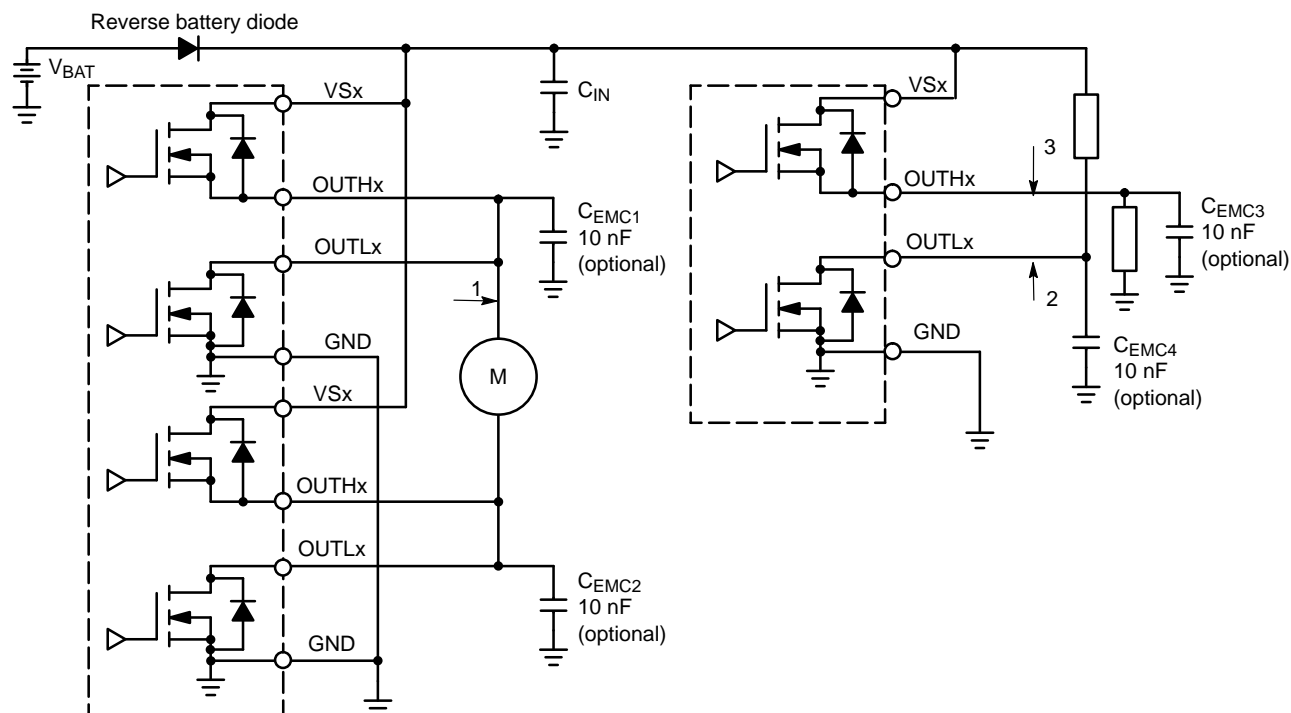 Reverse battery diode
VBAT
VSx
CIN
VSx
OUTHx
CEMC1
10 nF
(optional)
OUTLx
1
M
GND
VSx
OUTHx
OUTLx
CEMC2
10 nF
(optional)
GND
3
OUTHx
CEMC3
10 nF
(optional)
OUTLx
2
GND
CEMC4
10 nF
(optional)